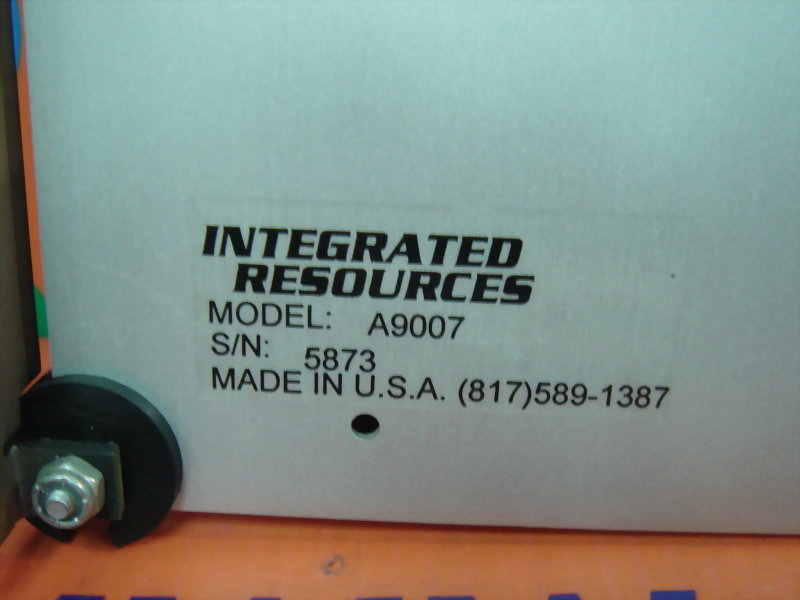 INTEGRATED
RESOURCES
MODEL: A9007
S/N: 5873
MADE IN U.S.A. (817)589-1387